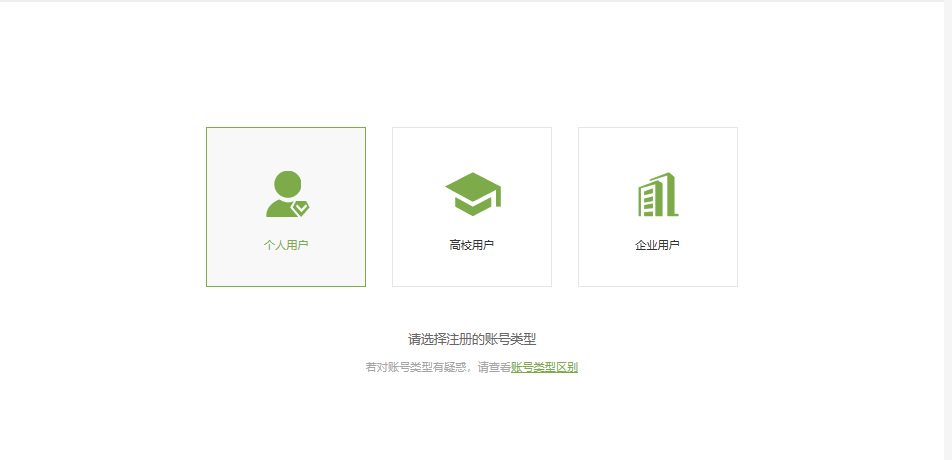 个人用户
高校用户
企业用户
请选择注册的账号类型
若对账号类型有疑惑，请查看账号类型区别